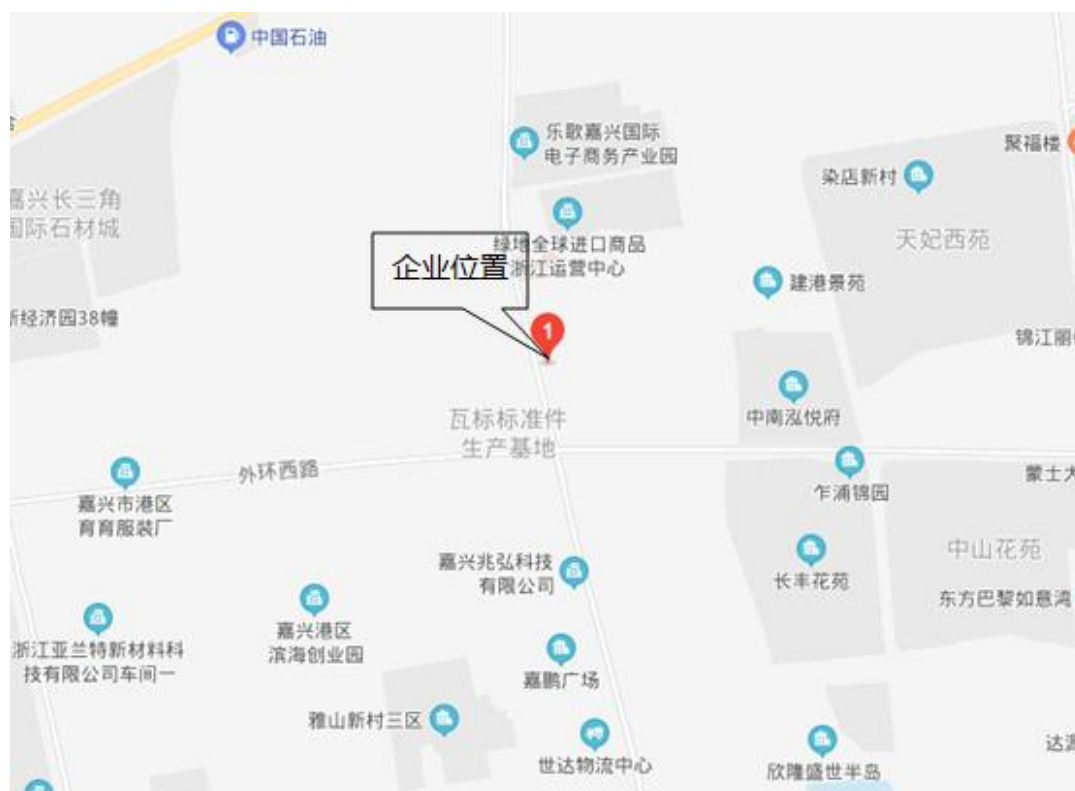 中国石油
乐歌嘉兴国际
电子商务产业园
聚福楼
染店新村
嘉兴长三角
国际石材城
绿地全球进口商品
浙江运营中心
天妃西苑
企业位置
建港景苑
新经济园38幢
1
锦江丽
中南泓悦府
瓦标标准件
生产基地
外环西路
嘉兴市港区
育育服装厂
乍浦锦园
蒙士大
中山花苑
嘉兴兆弘科技
有限公司
长丰花苑
东方巴黎如意湾
浙江亚兰特新材料科
技有限公司车间一
嘉兴港区
滨海创业园
嘉鹏广场
雅山新村三区
世达物流中心
欣隆盛世半岛
达源